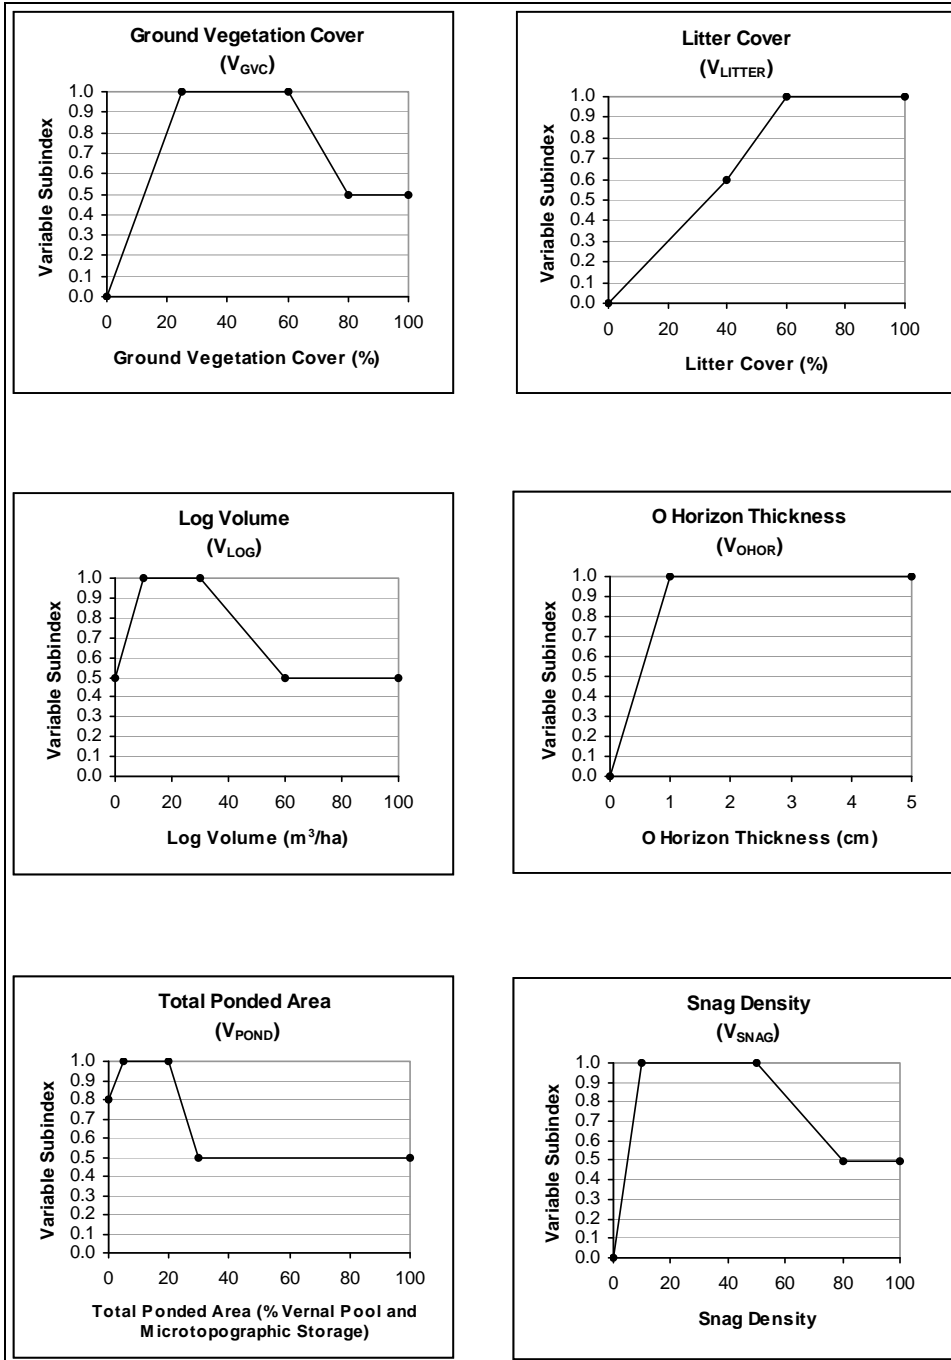 Ground Vegetation Cover
(V_GVC)
Variable Subindex
1.0
0.9
0.8
0.7
0.6
0.5
0.4
0.3
0.2
0.1
0.0
0 20 40 60 80 100
Ground Vegetation Cover (%)
Litter Cover
(V_LITTER)
Variable Subindex
1.0
0.9
0.8
0.7
0.6
0.5
0.4
0.3
0.2
0.1
0.0
0 20 40 60 80 100
Litter Cover (%)
Log Volume
(V_LOG)
Variable Subindex
1.0
0.9
0.8
0.7
0.6
0.5
0.4
0.3
0.2
0.1
0.0
0 20 40 60 80 100
Log Volume (m³/ha)
O Horizon Thickness
(V_OHOR)
Variable Subindex
1.0
0.9
0.8
0.7
0.6
0.5
0.4
0.3
0.2
0.1
0.0
0 1 2 3 4 5
O Horizon Thickness (cm)
Total Ponded Area
(V_POND)
Variable Subindex
1.0
0.9
0.8
0.7
0.6
0.5
0.4
0.3
0.2
0.1
0.0
0 20 40 60 80 100
Total Ponded Area (% Vernal Pool and
Microtopographic Storage)
Snag Density
(V_SNAG)
Variable Subindex
1.0
0.9
0.8
0.7
0.6
0.5
0.4
0.3
0.2
0.1
0.0
0 20 40 60 80 100
Snag Density